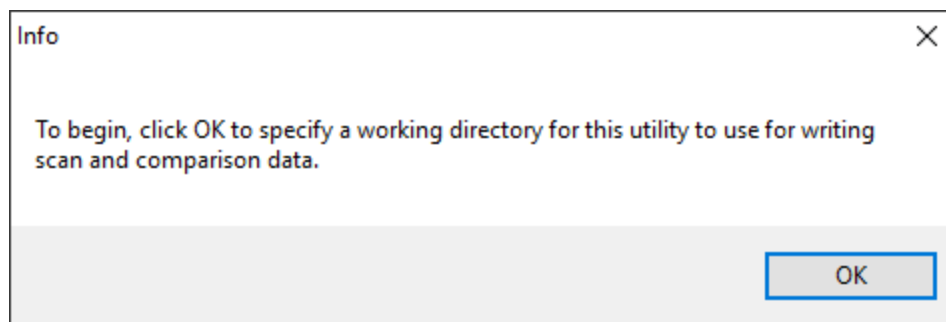 Info
To begin, click OK to specify a working directory for this utility to use for writing
scan and comparison data.
OK